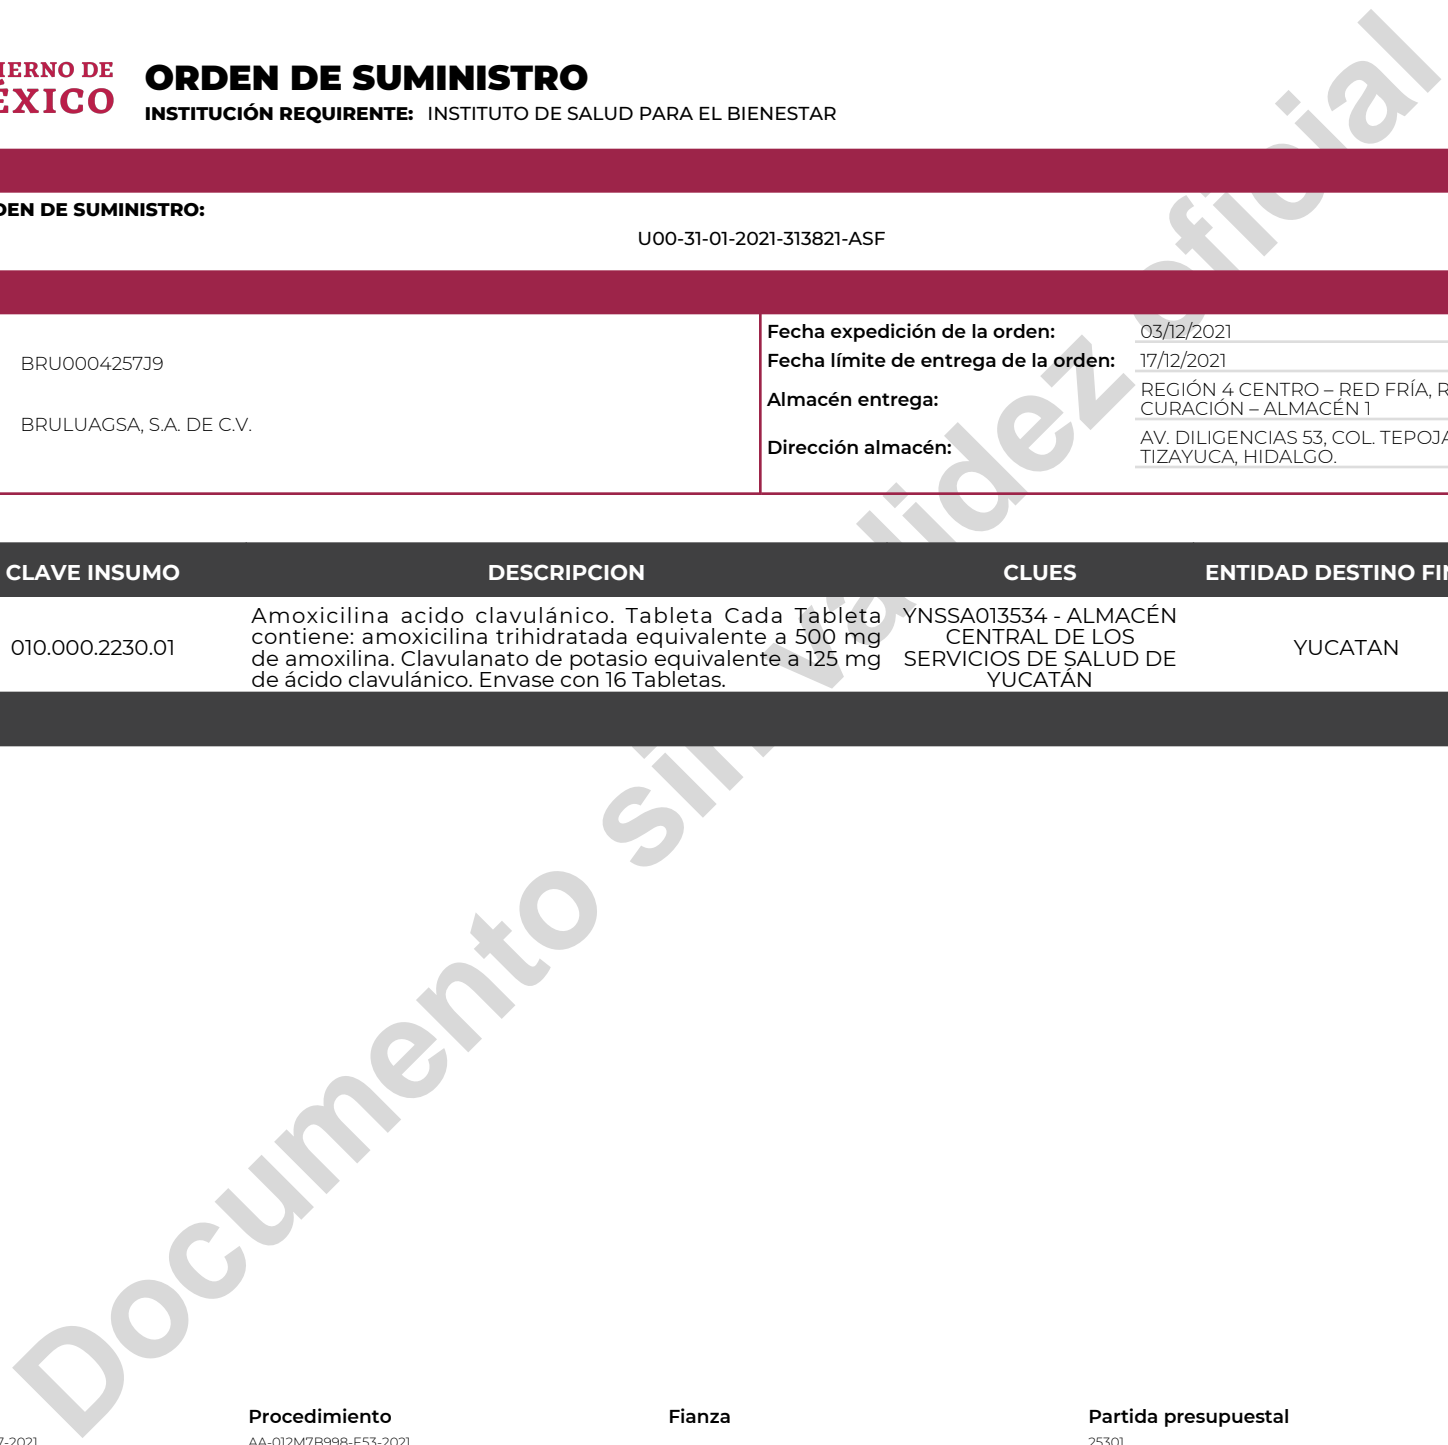 ORDEN DE SUMINISTRO
INSTITUCIÓN REQUIRENTE: INSTITUTO DE SALUD PARA EL BIENESTAR
DE
XICO
DE SUMINISTRO:
U00-31-01-2021-313821-ASF
BRU0004257J9
BRULUAGSA, S.A. DE C.V.
Fecha expedición de la orden: 03/12/2021
Fecha límite de entrega de la orden: 17/12/2021
Almacén entrega: REGIÓN 4 CENTRO – RED FRÍA,
CURACIÓN – ALMACÉN 1
Dirección almacén: AV. DILIGENCIAS 53, COL.
TIZAYUCA, HIDALGO.
CLAVE INSUMO DESCRIPCION CLUES ENTIDAD DESTINO
010.000.2230.01
Amoxicilina acido clavulánico. Tableta Cada Tableta
contiene: amoxicilina trihidratada equivalente a 500 mg
de amoxilina. Clavulanato de potasio equivalente a 125 mg
de ácido clavulánico. Envase con 16 Tabletas.
YNSSA013534 - ALMACÉN
CENTRAL DE LOS
SERVICIOS DE SALUD DE
YUCATÁN
YUCATAN
Documento sin validez oficial
Procedimiento
AA-012M7B998-E53-2021
Fianza
Partida presupuestal
25301